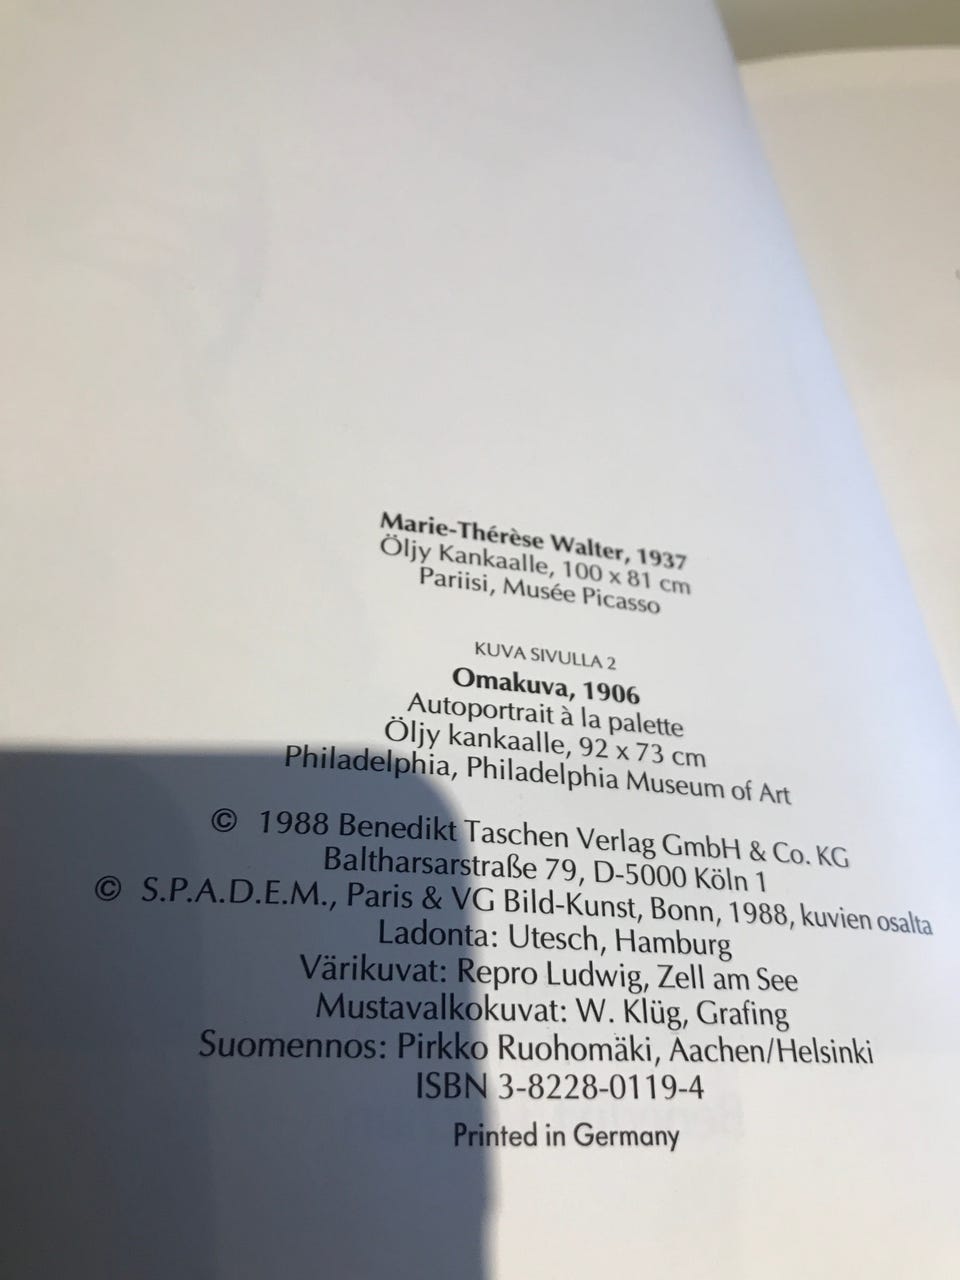 Marie-Thérèse Walter, 1937
Öljy Kankaalle, 100 x 81 cm
Pariisi, Musée Picasso
KUVA SIVULLA 2
Omakuva, 1906
Autoportrait à la palette
Öljy kankaalle, 92 x 73 cm
Philadelphia, Philadelphia Museum of Art
© 1988 Benedikt Taschen Verlag GmbH & Co. KG
Baltharsarstraße 79, D-5000 Köln 1
© S.P.A.D.E.M., Paris & VG Bild-Kunst, Bonn, 1988, kuvien osalta
Ladonta: Utesch, Hamburg
Värikuvat: Repro Ludwig, Zell am See
Mustavalkokuvat: W. Klüg, Grafing
Suomennos: Pirkko Ruohomäki, Aachen/Helsinki
ISBN 3-8228-0119-4
Printed in Germany